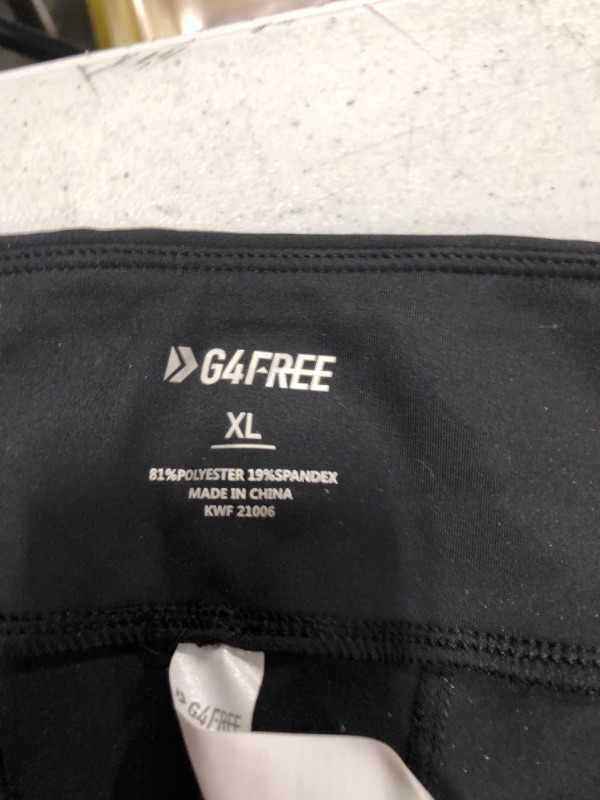 G4FREE
XL
81%POLYESTER 19%SPANDEX
MADE IN CHINA
KWF 21006
G4FREE